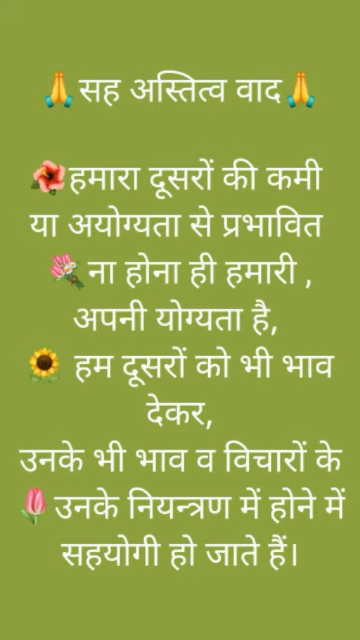 🙏सह अस्तित्व वाद🙏
🌺हमारा दूसरों की कमी
या अयोग्यता से प्रभावित
💐ना होना ही हमारी ,
अपनी योग्यता है,
🌻 हम दूसरों को भी भाव
देकर,
उनके भी भाव व विचारों के
🌷उनके नियन्त्रण में होने में
सहयोगी हो जाते हैं।